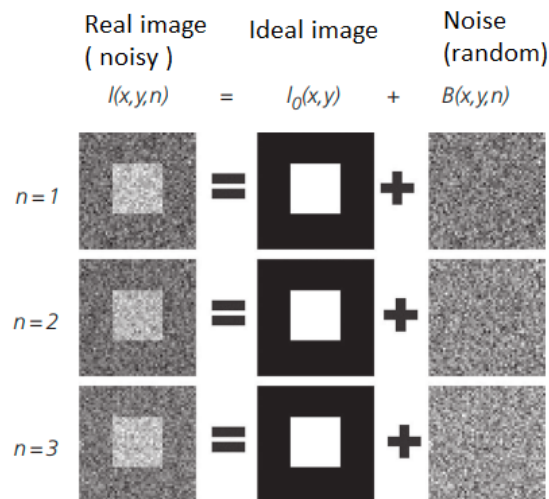 Real image Ideal image Noise
( noisy ) (random)
I(x,y,n) = I₀(x,y) + B(x,y,n)
n=1
n=2
n=3